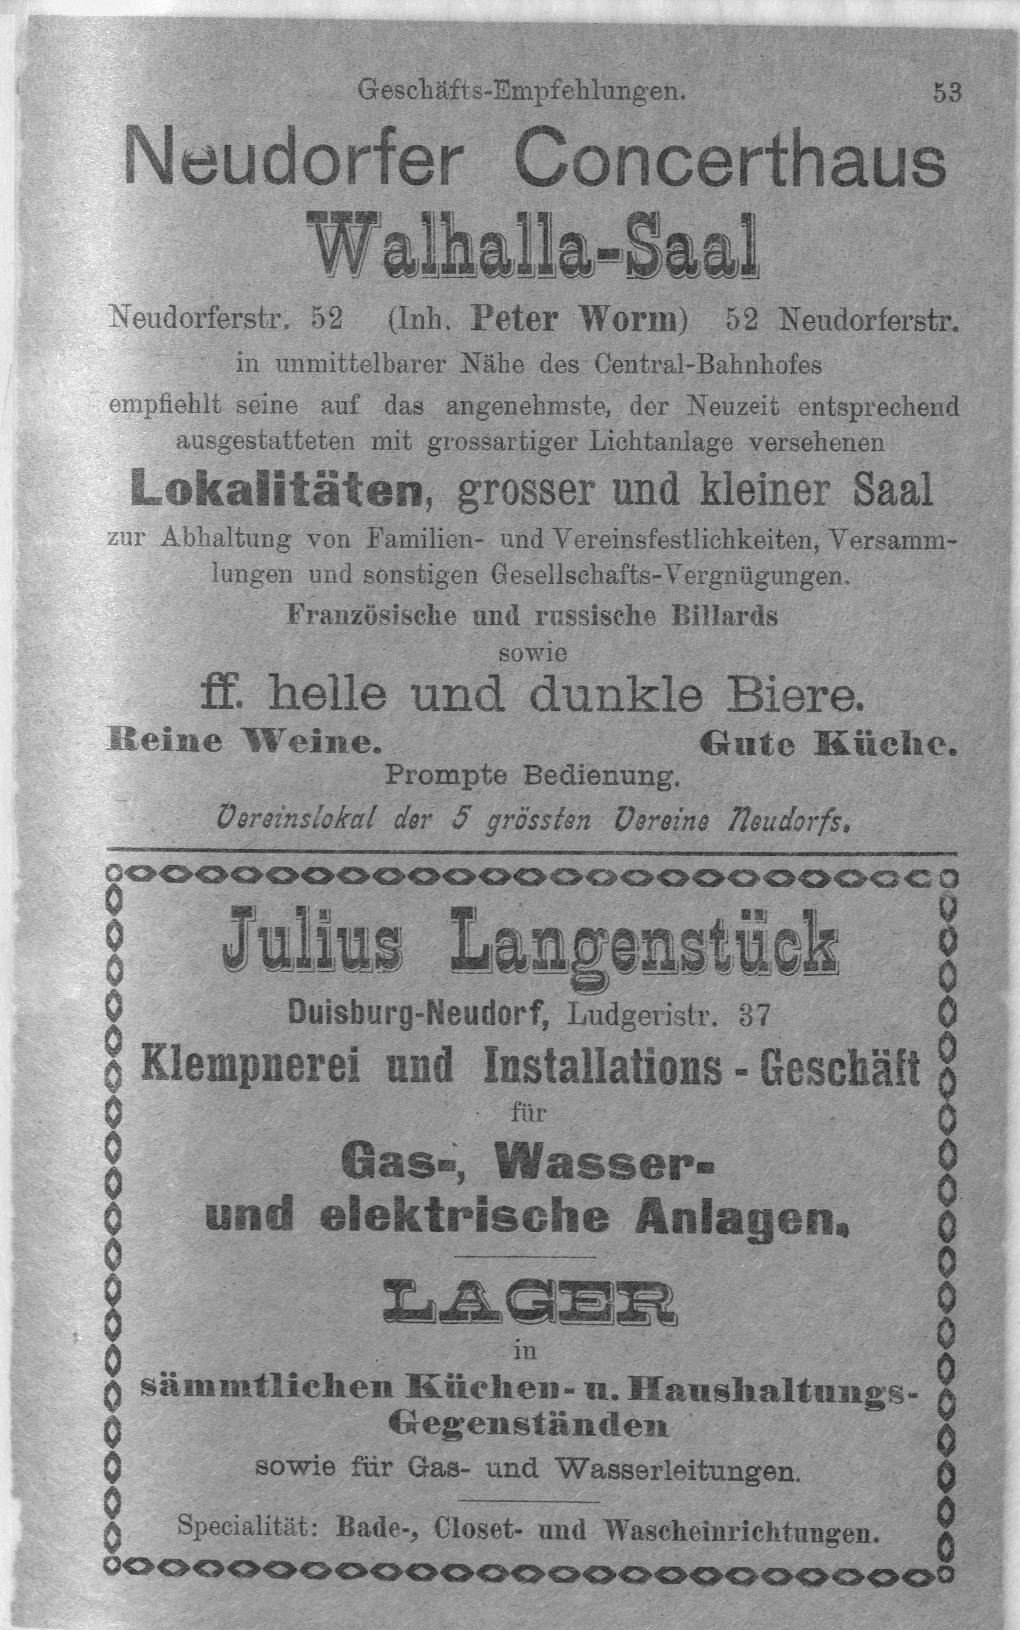 Geschäfts-Empfehlungen. 53
Neudorfer Concerthaus
Walhalla-Saal
Neudorferstr. 52 (Inh. Peter Worm) 52 Neudorferstr.
in unmittelbarer Nähe des Central-Bahnhofes
empfiehlt seine auf das angenehmste, der Neuzeit entsprechend
ausgestatteten mit grossartiger Lichtanlage versehenen
Lokalitäten, grosser und kleiner Saal
zur Abhaltung von Familien- und Vereinsfestlichkeiten, Versamm-
lungen und sonstigen Gesellschafts-Vergnügungen.
Französische und russische Billards
sowie
ff. helle und dunkle Biere.
Reine Weine. Gute Küche.
Prompte Bedienung.
Vereinslokal der 5 grössten Vereine Neudorfs.
Julius Langenstück
Duisburg-Neudorf, Ludgeristr. 37
Klempnerei und Installations-Geschäft
für
Gas-, Wasser-
und elektrische Anlagen.
LAGER
in
sämmtlichen Küchen- u. Haushaltungs-
Gegenständen
sowie für Gas- und Wasserleitungen.
Specialität: Bade-, Closet- und Wascheinrichtungen.